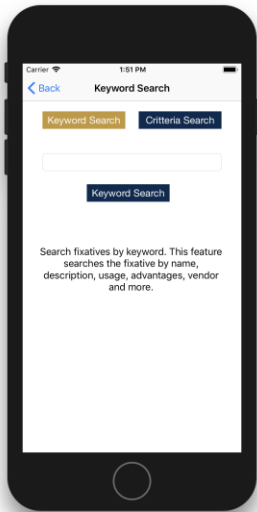 Carrier 1:51 PM
Back Keyword Search
Keyword Search Critteria Search
Keyword Search
Search fixatives by keyword. This feature
searches the fixative by name,
description, usage, advantages, vendor
and more.